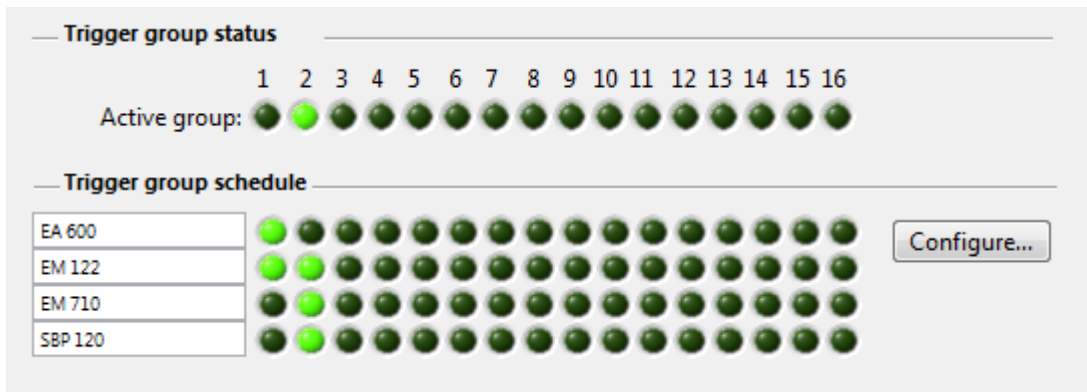 Trigger group status
1 2 3 4 5 6 7 8 9 10 11 12 13 14 15 16
Active group:
Trigger group schedule
EA 600
Configure...
EM 122
EM 710
SBP 120